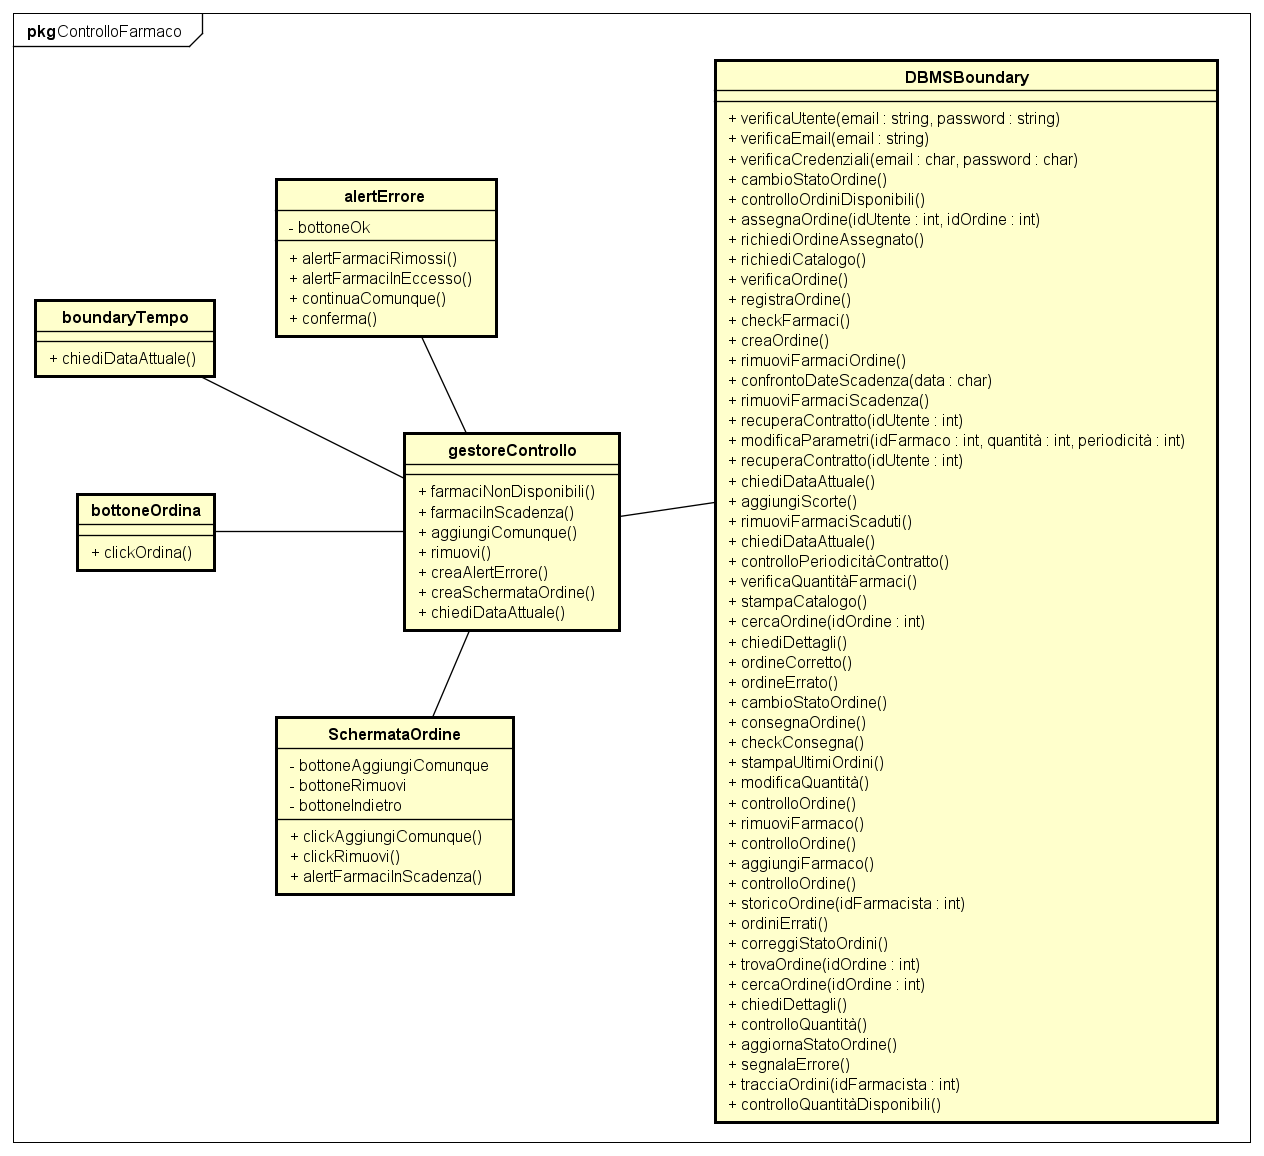 pkg ControlloFarmaco
DBMSBoundary
+ verificaUtente(email : string, password : string)
+ verificaEmail(email : string)
+ verificaCredenziali(email : char, password : char)
+ cambioStatoOrdine()
+ controlloOrdiniDisponibili()
+ assegnaOrdine(idUtente : int, idOrdine : int)
+ richiediOrdineAssegnato()
+ richiediCatalogo()
+ verificaOrdine()
+ registraOrdine()
+ checkFarmaci()
+ creaOrdine()
+ rimuoviFarmaciOrdine()
+ confrontoDateScadenza(data : char)
+ rimuoviFarmaciScadenza()
+ recuperaContratto(idUtente : int)
+ modificaParametri(idFarmaco : int, quantità : int, periodicità : int)
+ recuperaContratto(idUtente : int)
+ chiediDataAttuale()
+ aggiungiScorte()
+ rimuoviFarmaciScaduti()
+ chiediDataAttuale()
+ controlloPeriodicitàContratto()
+ verificaQuantitàFarmaci()
+ stampaCatalogo()
+ cercaOrdine(idOrdine : int)
+ chiediDettagli()
+ ordineCorretto()
+ ordineErrato()
+ cambioStatoOrdine()
+ consegnaOrdine()
+ checkConsegna()
+ stampaUltimiOrdini()
+ modificaQuantità()
+ controlloOrdine()
+ rimuoviFarmaco()
+ controlloOrdine()
+ aggiungiFarmaco()
+ controlloOrdine()
+ storicoOrdine(idFarmacista : int)
+ ordiniErrati()
+ correggiStatoOrdini()
+ trovaOrdine(idOrdine : int)
+ cercaOrdine(idOrdine : int)
+ chiediDettagli()
+ controlloQuantità()
+ aggiornaStatoOrdine()
+ segnalaErrore()
+ tracciaOrdini(idFarmacista : int)
+ controlloQuantitàDisponibili()
alertErrore
- bottoneOk
+ alertFarmaciRimossi()
+ alertFarmaciInEccesso()
+ continuaComunque()
+ conferma()
boundaryTempo
+ chiediDataAttuale()
gestoreControllo
+ farmaciNonDisponibili()
+ farmaciInScadenza()
+ aggiungiComunque()
+ rimuovi()
+ creaAlertErrore()
+ creaSchermataOrdine()
+ chiediDataAttuale()
bottoneOrdina
+ clickOrdina()
SchermataOrdine
- bottoneAggiungiComunque
- bottoneRimuovi
- bottoneIndietro
+ clickAggiungiComunque()
+ clickRimuovi()
+ alertFarmaciInScadenza()